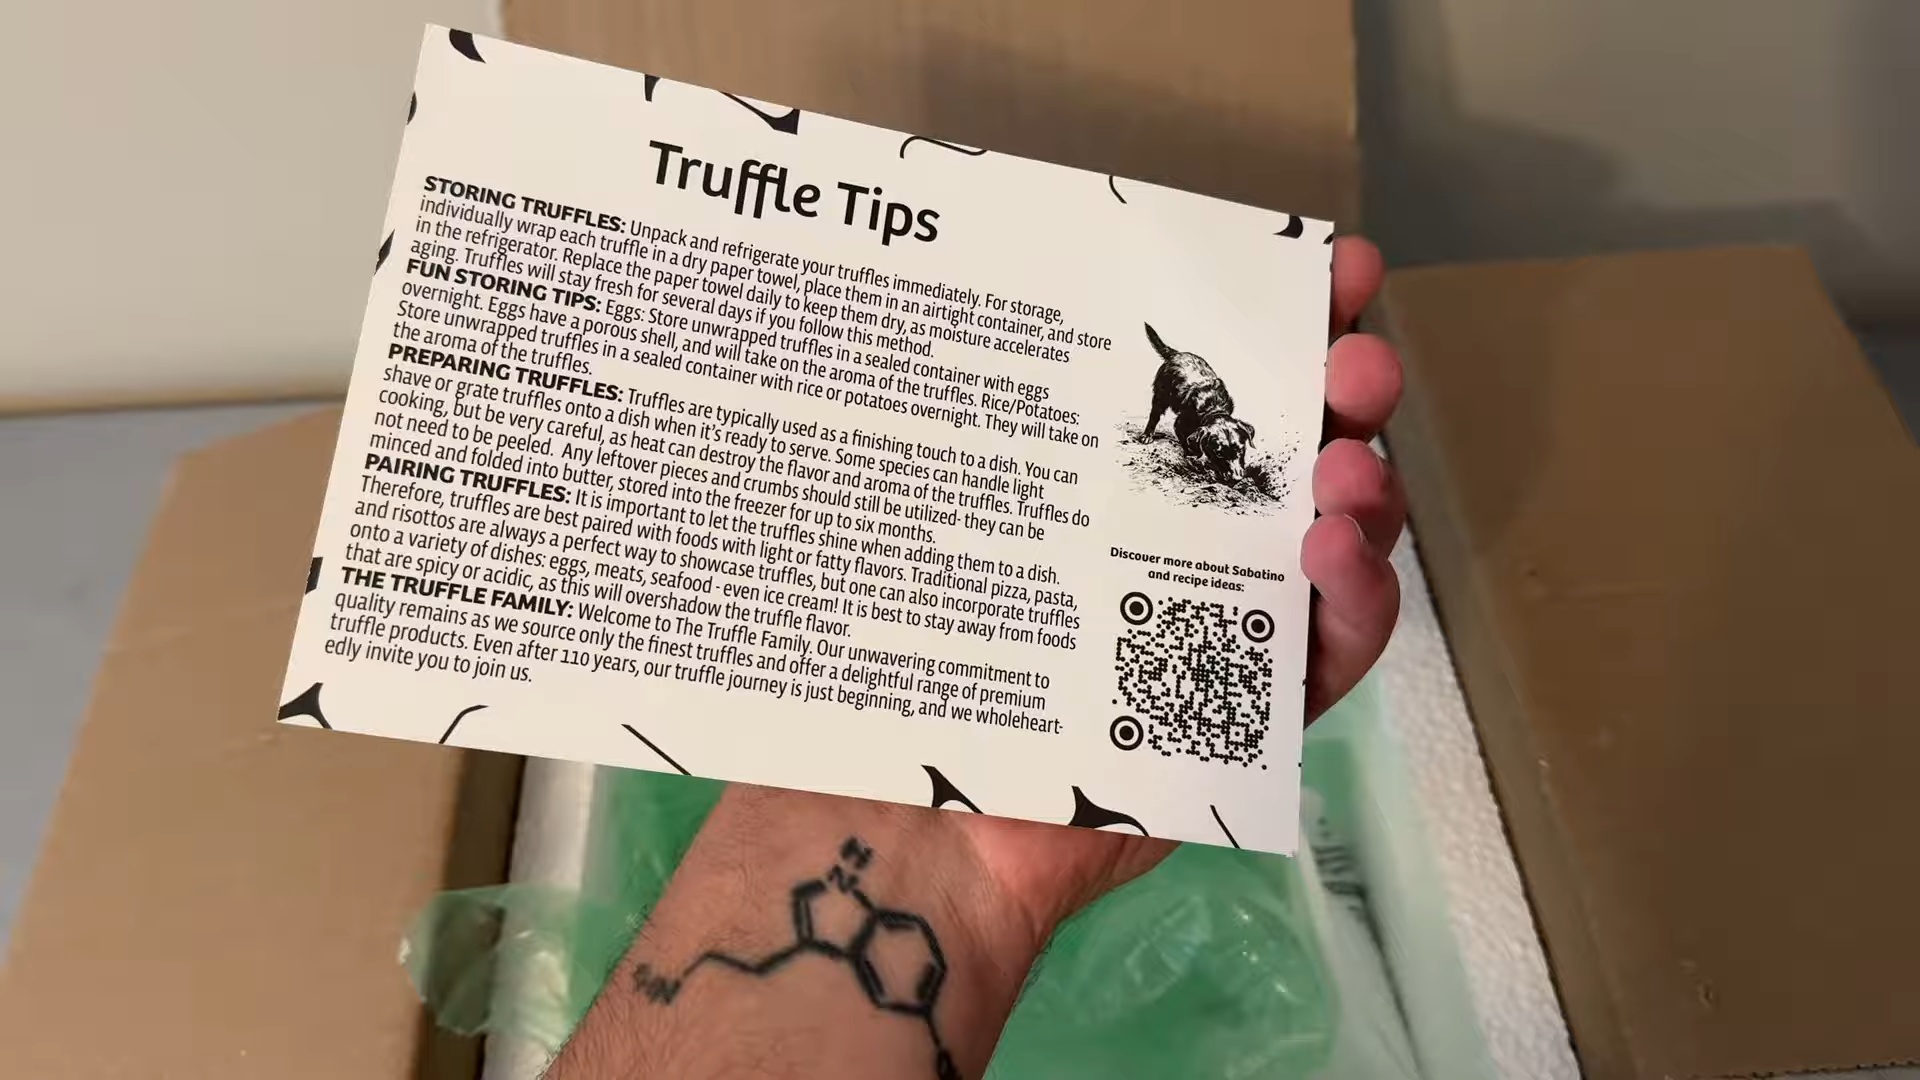 Truffle Tips
STORING TRUFFLES: Unpack and refrigerate your truffles immediately. For storage,
individually wrap each truffle in a dry paper towel, place them in an airtight container, and store
in the refrigerator. Replace the paper towel daily to keep them dry, as moisture accelerates
aging. Truffles will stay fresh for several days if you follow this method.
FUN STORING TIPS: Eggs: Store unwrapped truffles in a sealed container with eggs
overnight. Eggs have a porous shell, and will take on the aroma of the truffles. Rice/Potatoes:
Store unwrapped truffles in a sealed container with rice or potatoes overnight. They will take on
the aroma of the truffles.
PREPARING TRUFFLES: Truffles are typically used as a finishing touch to a dish. You can
shave or grate truffles onto a dish when it's ready to serve. Some species can handle light
cooking, but be very careful, as heat can destroy the flavor and aroma of the truffles. Truffles do
not need to be peeled. Any leftover pieces and crumbs should still be utilized- they can be
minced and folded into butter, stored into the freezer for up to six months.
PAIRING TRUFFLES: It is important to let the truffles shine when adding them to a dish.
Therefore, truffles are best paired with foods with light or fatty flavors. Traditional pizza, pasta,
and risottos are always a perfect way to showcase truffles, but one can also incorporate truffles
onto a variety of dishes: eggs, meats, seafood - even ice cream! It is best to stay away from foods
that are spicy or acidic, as this will overshadow the truffle flavor.
THE TRUFFLE FAMILY: Welcome to The Truffle Family. Our unwavering commitment to
quality remains as we source only the finest truffles and offer a delightful range of premium
truffle products. Even after 110 years, our truffle journey is just beginning, and we wholeheart-
edly invite you to join us.
Discover more about Sabatino
and recipe ideas:
H
N
H₂N